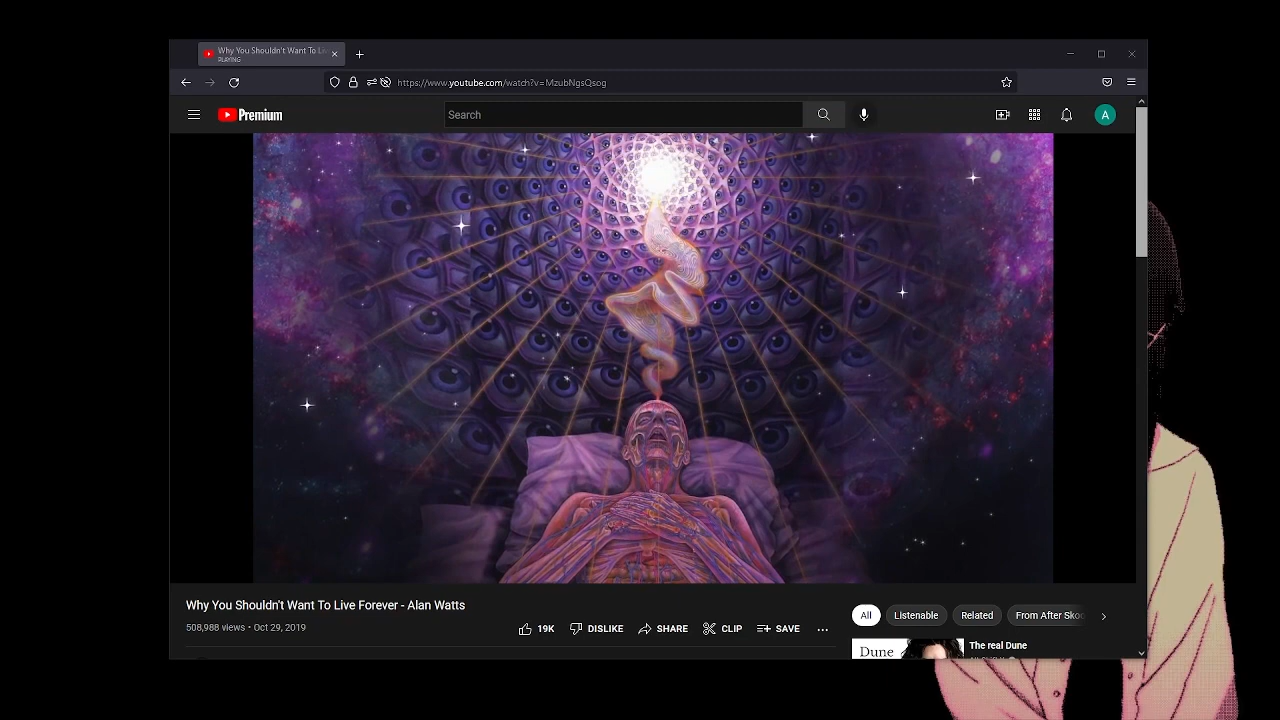 Why You Shouldn't Want To Li
PLAYING
https://www.youtube.com/watch?v=MzubNgsQsog
Premium
Search
A
Why You Shouldn't Want To Live Forever - Alan Watts
508,988 views • Oct 29, 2019
19K
DISLIKE
SHARE
CLIP
SAVE
All
Listenable
Related
From After Skoo
Dune
The real Dune